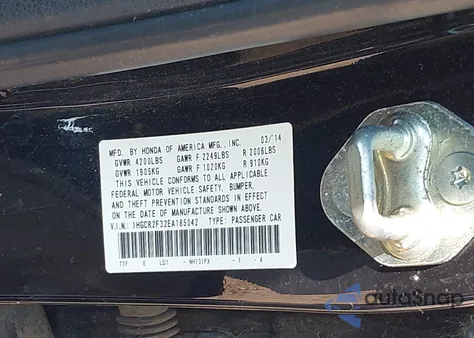 MFD. BY HONDA OF AMERICA MFG., INC. 03/14
GVWR 4200LBS GAWR F 2249LBS R 2006LBS
GVWR 1905KG GAWR F 1020KG R 910KG
THIS VEHICLE CONFORMS TO ALL APPLICABLE
FEDERAL MOTOR VEHICLE SAFETY, BUMPER,
AND THEFT PREVENTION STANDARDS IN EFFECT
ON THE DATE OF MANUFACTURE SHOWN ABOVE.
V.I.N.: 1HGCR2F32EA165042 TYPE: PASSENGER CAR
E NH731PX -F -A
autoSnap